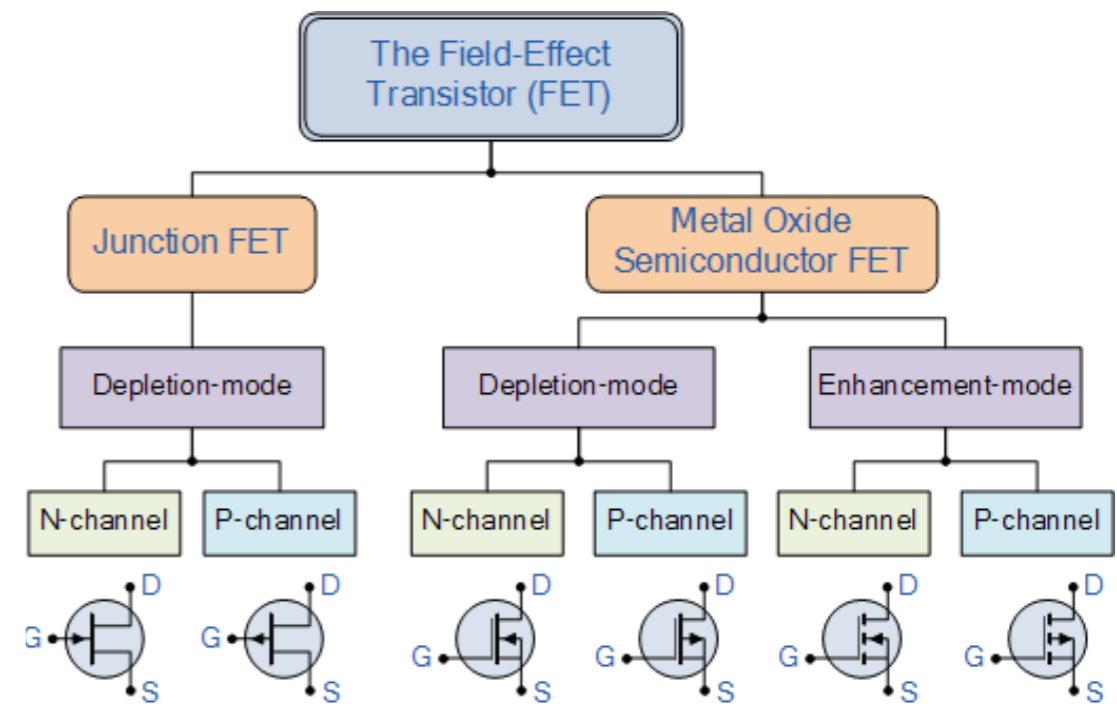 The Field-Effect
Transistor (FET)
Junction FET
Metal Oxide
Semiconductor FET
Depletion-mode
Depletion-mode
Enhancement-mode
N-channel
P-channel
N-channel
P-channel
N-channel
P-channel
D
D
D
D
D
D
G
G
G
G
G
G
S
S
S
S
S
S